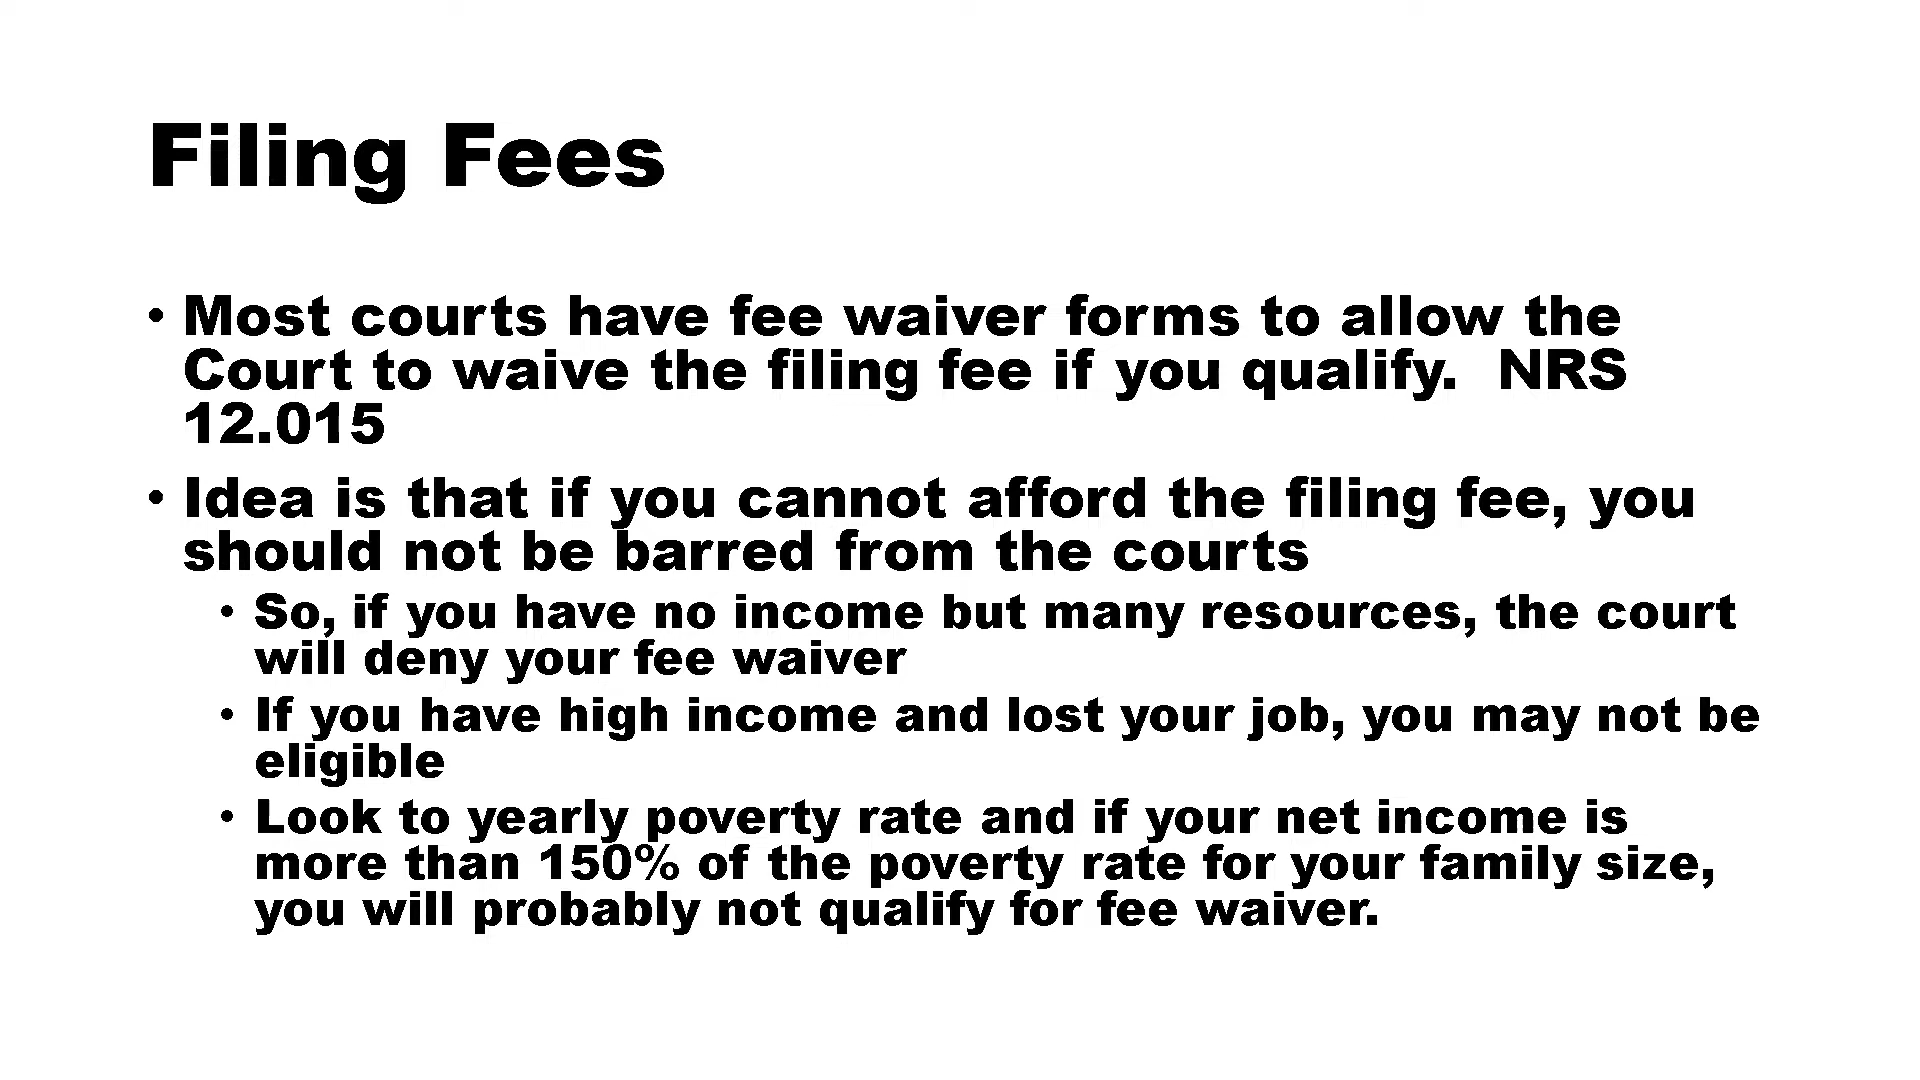 Filing Fees
• Most courts have fee waiver forms to allow the
Court to waive the filing fee if you qualify.  NRS
12.015
• Idea is that if you cannot afford the filing fee, you
should not be barred from the courts
• So, if you have no income but many resources, the court
will deny your fee waiver
• If you have high income and lost your job, you may not be
eligible
• Look to yearly poverty rate and if your net income is
more than 150% of the poverty rate for your family size,
you will probably not qualify for fee waiver.